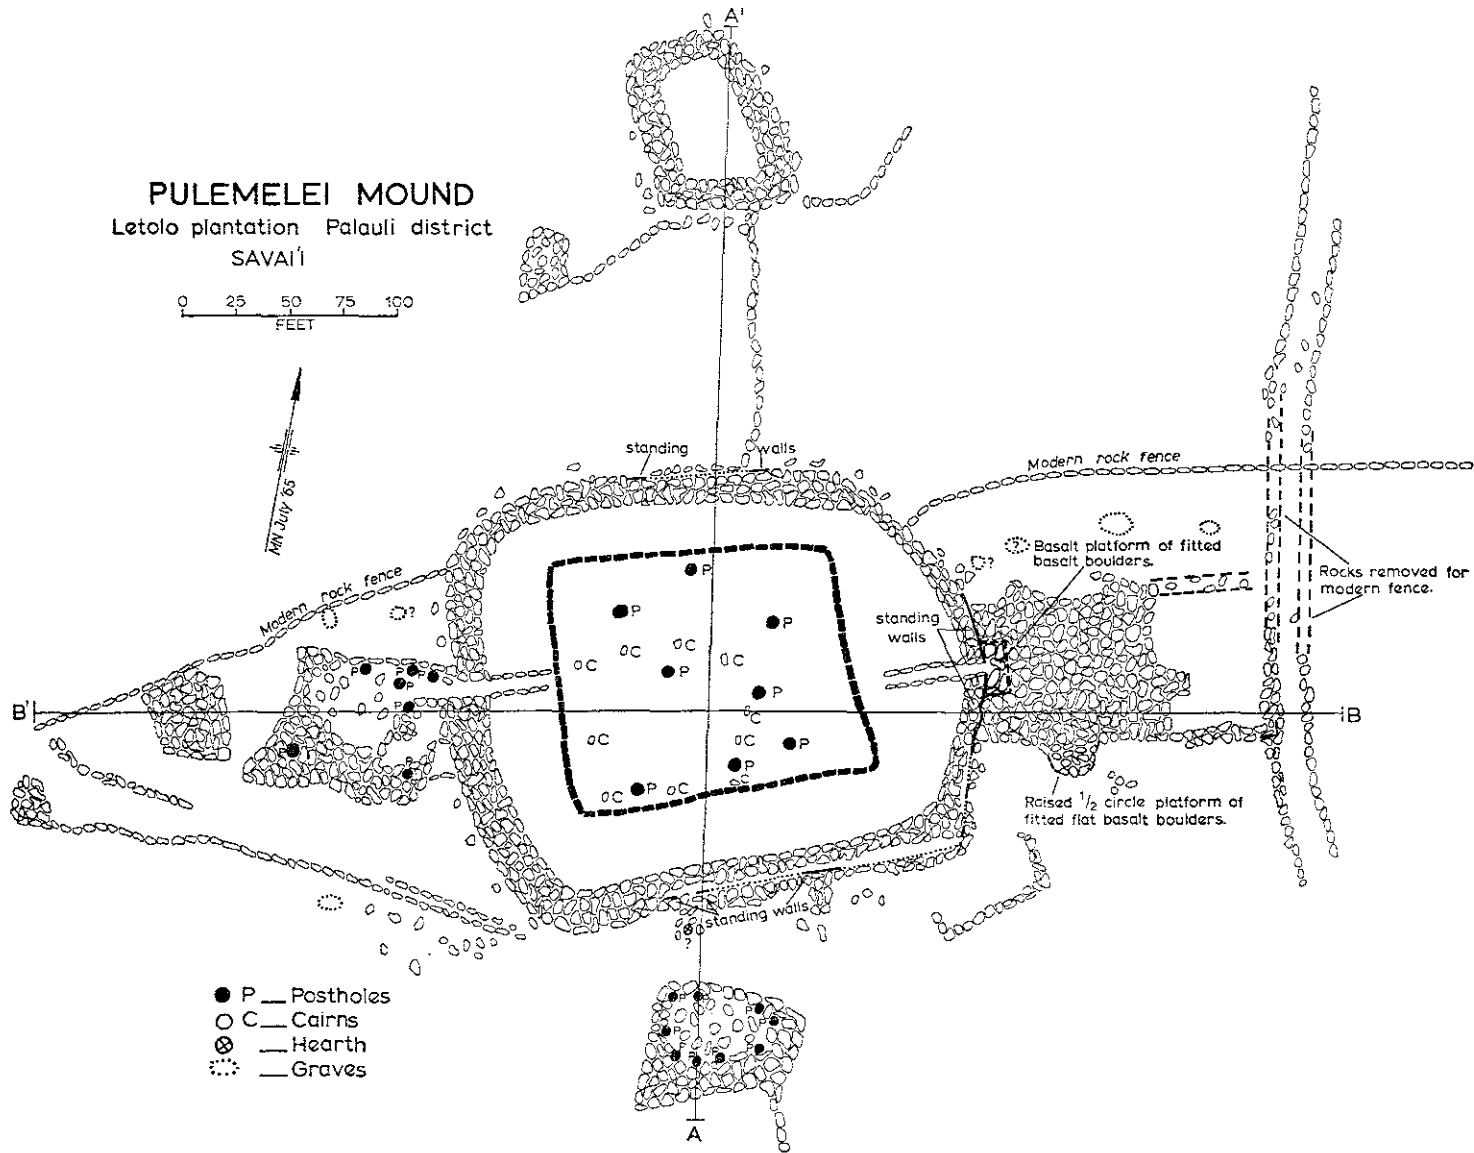 A'
PULEMELEI MOUND
Letolo plantation Palauli district
SAVAI'I
0 25 50 75 100
FEET
MN July '65
standing walls
Modern rock fence
? Basalt platform of fitted
basalt boulders.
?
Rocks removed for
modern fence.
Modern rock fence
?
standing
walls
P
P
P
C
C
C
C
P
P
C
C
C
P
P
C
P
C
C
P
P
P
P
P
P
B'
B
Raised 1/2 circle platform of
fitted flat basalt boulders.
standing walls
?
P
P
P
P
P
P
P
P
P
A
P — Postholes
C — Cairns
— Hearth
— Graves